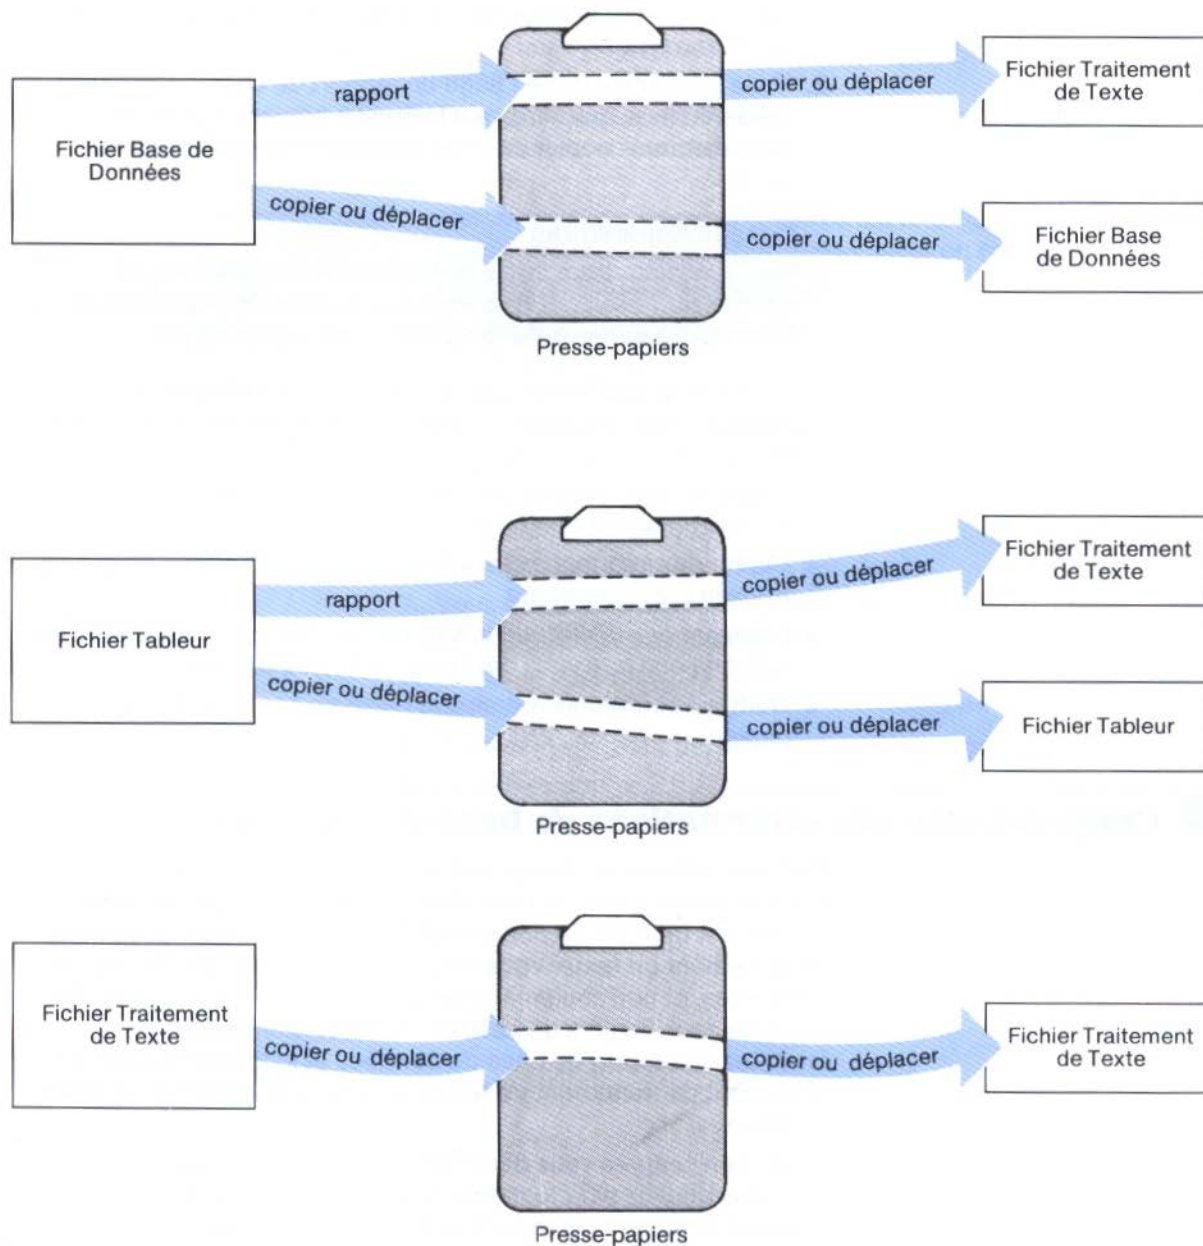 Fichier Base de
Données
rapport
copier ou déplacer
copier ou déplacer
Fichier Traitement
de Texte
copier ou déplacer
Fichier Base
de Données
Presse-papiers
Fichier Tableur
rapport
copier ou déplacer
copier ou déplacer
Fichier Traitement
de Texte
copier ou déplacer
Fichier Tableur
Presse-papiers
Fichier Traitement
de Texte
copier ou déplacer
copier ou déplacer
Fichier Traitement
de Texte
Presse-papiers